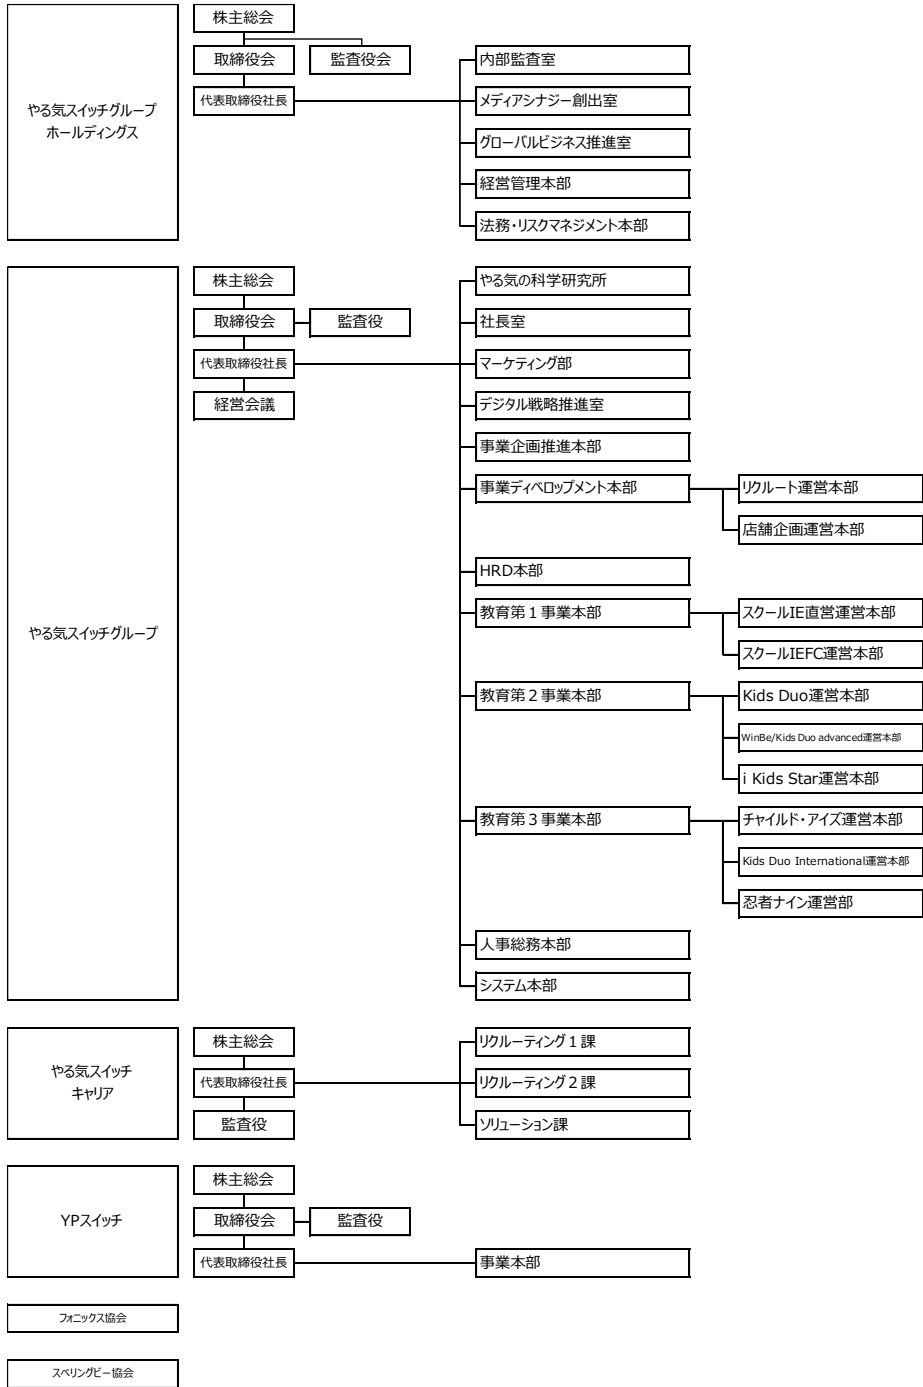 やる気スイッチグループ
ホールディングス
株主総会
取締役会
監査役会
代表取締役社長
内部監査室
メディアシナジー創出室
グローバルビジネス推進室
経営管理本部
法務・リスクマネジメント本部
やる気スイッチグループ
株主総会
取締役会
監査役
代表取締役社長
経営会議
やる気の科学研究所
社長室
マーケティング部
デジタル戦略推進室
事業企画推進本部
事業ディベロップメント本部
リクルート運営本部
店舗企画運営本部
HRD本部
教育第1事業本部
スクールIE直営運営本部
スクールIEFC運営本部
教育第2事業本部
Kids Duo運営本部
WinBe/Kids Duo advanced運営本部
i Kids Star運営本部
教育第3事業本部
チャイルド・アイズ運営本部
Kids Duo International運営本部
忍者ナイン運営部
人事総務本部
システム本部
やる気スイッチ
キャリア
株主総会
代表取締役社長
監査役
リクルーティング1課
リクルーティング2課
ソリューション課
YPスイッチ
株主総会
取締役会
監査役
代表取締役社長
事業本部
フォニックス協会
スペリングビー協会